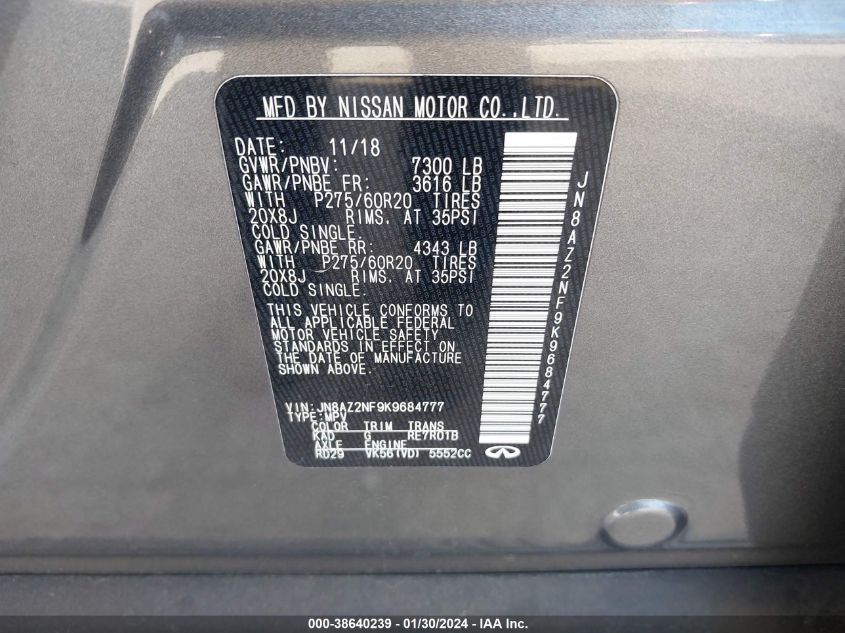 MFD BY NISSAN MOTOR CO.,LTD.
DATE: 11/18
GVWR/PNBV: 7300 LB
GAWR/PNBE FR: 3616 LB
WITH P275/60R20 TIRES
20X8J RIMS. AT 35PSI
COLD SINGLE.
GAWR/PNBE RR: 4343 LB
WITH P275/60R20 TIRES
20X8J RIMS. AT 35PSI
COLD SINGLE.
THIS VEHICLE CONFORMS TO
ALL APPLICABLE FEDERAL
MOTOR VEHICLE SAFETY
STANDARDS IN EFFECT ON
THE DATE OF MANUFACTURE
SHOWN ABOVE.
VIN:JN8AZ2NF9K9684777
TYPE:MPV
COLOR TRIM TRANS
KAD G RE7R01B
AXLE ENGINE
RD29 VK56(VD) 5552CC
JN8AZ2NF9K9684777
000-38640239 - 01/30/2024 - IAA Inc.